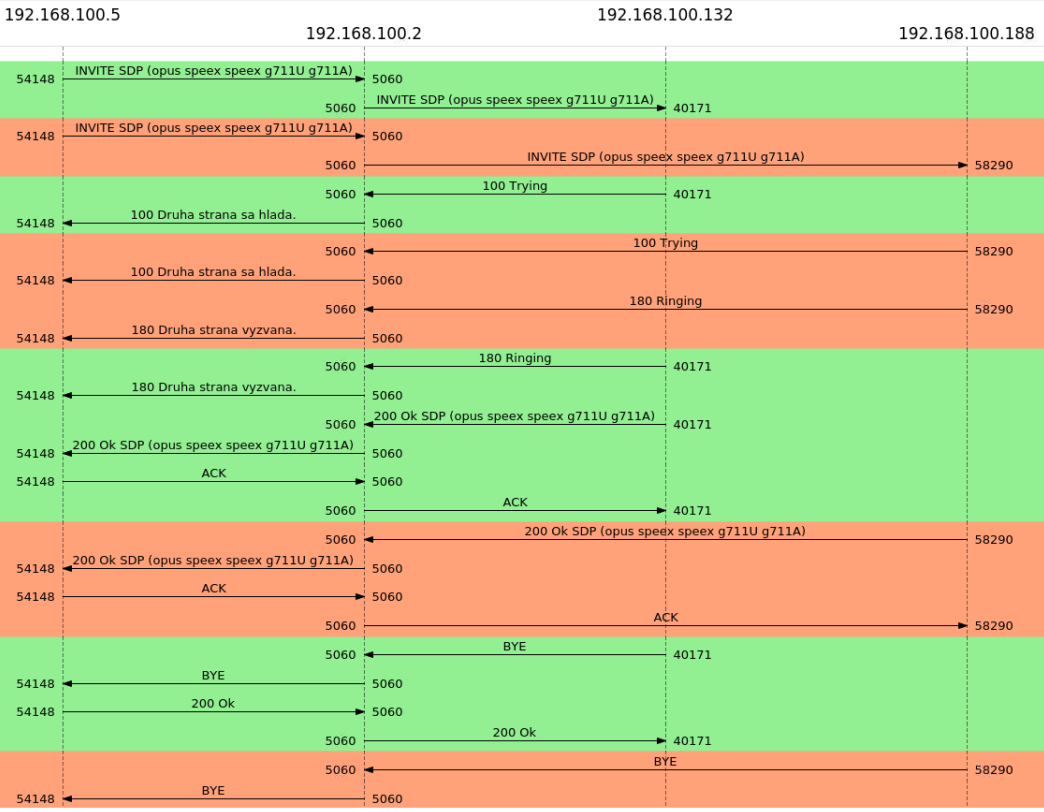 192.168.100.5
192.168.100.132
192.168.100.2
192.168.100.188
54148 INVITE SDP (opus speex speex g711U g711A) 5060
5060 INVITE SDP (opus speex speex g711U g711A) 40171
54148 INVITE SDP (opus speex speex g711U g711A) 5060
5060 INVITE SDP (opus speex speex g711U g711A) 58290
5060 100 Trying 40171
54148 100 Druha strana sa hlada. 5060
5060 100 Trying 58290
54148 100 Druha strana sa hlada. 5060
5060 180 Ringing 58290
54148 180 Druha strana vyzvana. 5060
5060 180 Ringing 40171
54148 180 Druha strana vyzvana. 5060
5060 200 Ok SDP (opus speex speex g711U g711A) 40171
54148 200 Ok SDP (opus speex speex g711U g711A) 5060
54148 ACK 5060
5060 ACK 40171
5060 200 Ok SDP (opus speex speex g711U g711A) 58290
54148 200 Ok SDP (opus speex speex g711U g711A) 5060
54148 ACK 5060
5060 ACK 58290
5060 BYE 40171
54148 BYE 5060
54148 200 Ok 5060
5060 200 Ok 40171
5060 BYE 58290
54148 BYE 5060